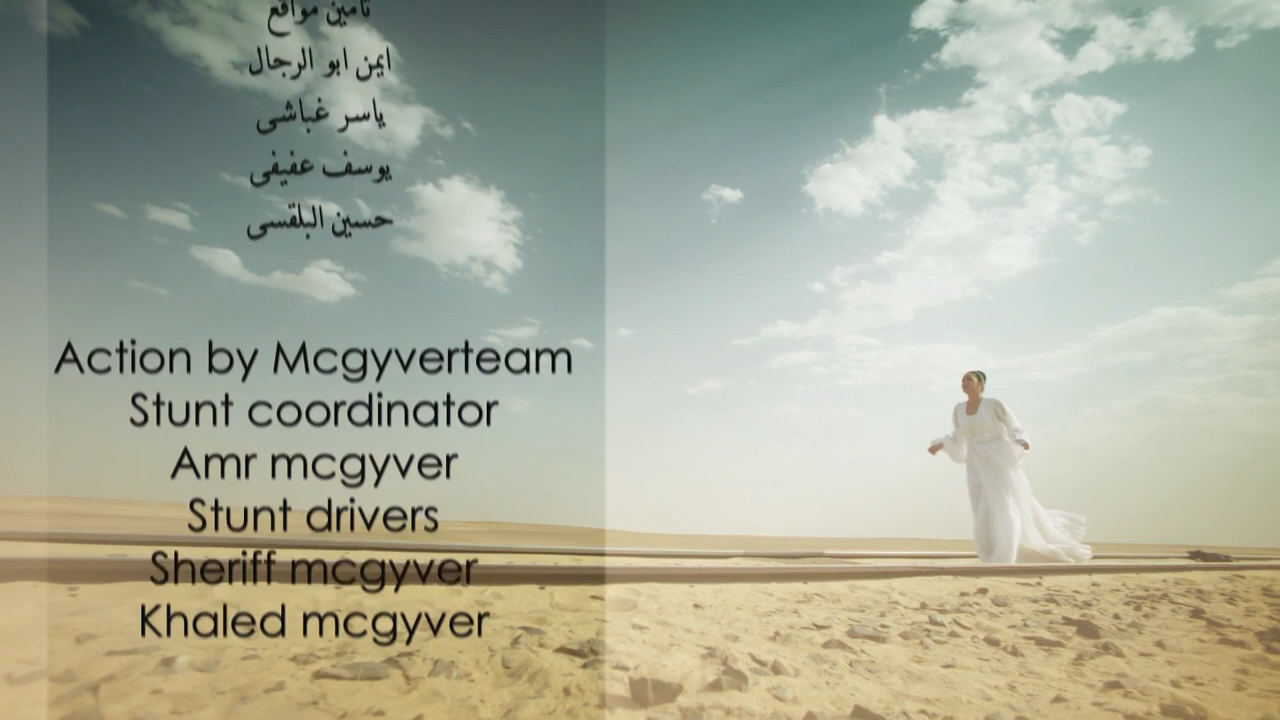 تأمين مواقع
ايمن ابو الرجال
ياسر غباشى
يوسف عفيفى
حسين البلقسى
Action by Mcgyverteam
Stunt coordinator
Amr mcgyver
Stunt drivers
Sheriff mcgyver
Khaled mcgyver